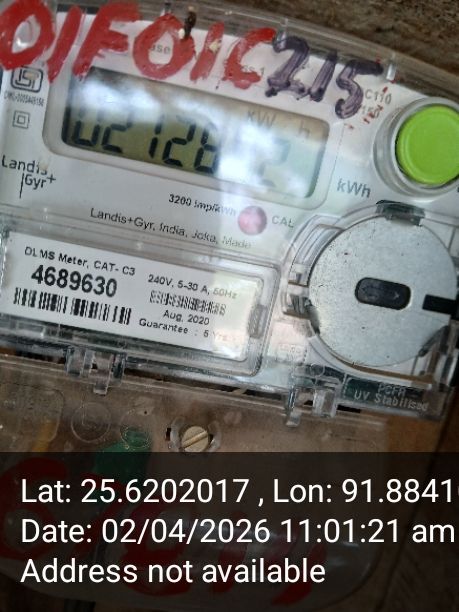 01F01C215
kW h
kWh
Landis+
Gyr
3200 imp/kWh CAL
Landis+Gyr, India, Joka, Made
DLMS Meter, CAT- C3
4689630
240V, 5-30 A, 50Hz
Aug. 2020
Guarantee : 5 Yrs.
UV Stabilised
Lat: 25.6202017 , Lon: 91.8841
Date: 02/04/2026 11:01:21 am
Address not available